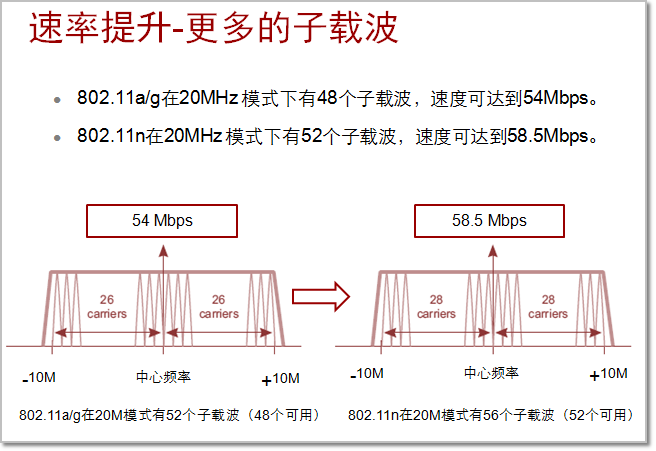 速率提升-更多的子载波
802.11a/g在20MHz 模式下有48个子载波，速度可达到54Mbps。
802.11n在20MHz 模式下有52个子载波，速度可达到58.5Mbps。
54 Mbps
58.5 Mbps
26 carriers
26 carriers
28 carriers
28 carriers
-10M
中心频率
+10M
-10M
中心频率
+10M
802.11a/g在20M模式有52个子载波（48个可用）
802.11n在20M模式有56个子载波（52个可用）